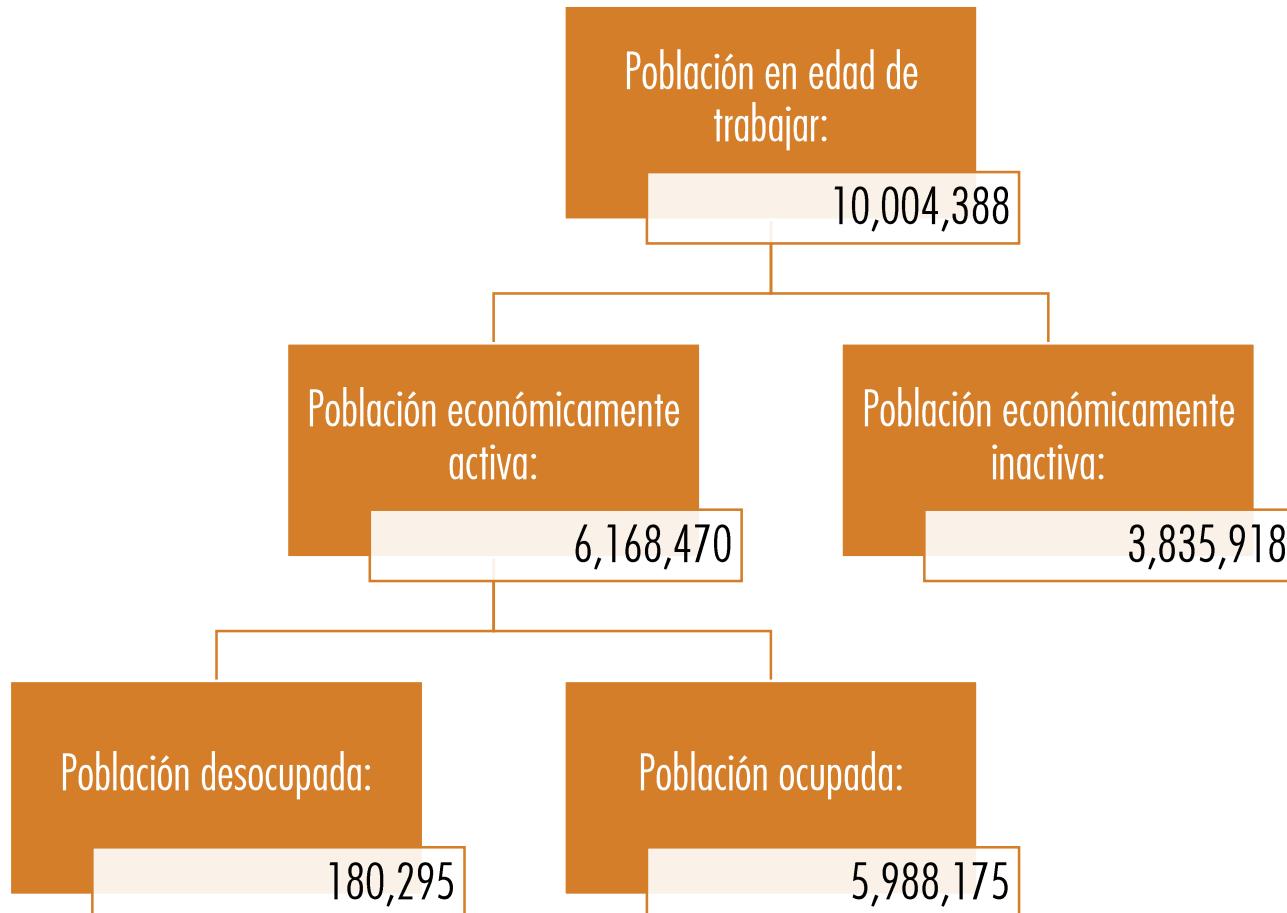 Población en edad de
trabajar:
10,004,388
Población económicamente
activa:
6,168,470
Población económicamente
inactiva:
3,835,918
Población desocupada:
180,295
Población ocupada:
5,988,175